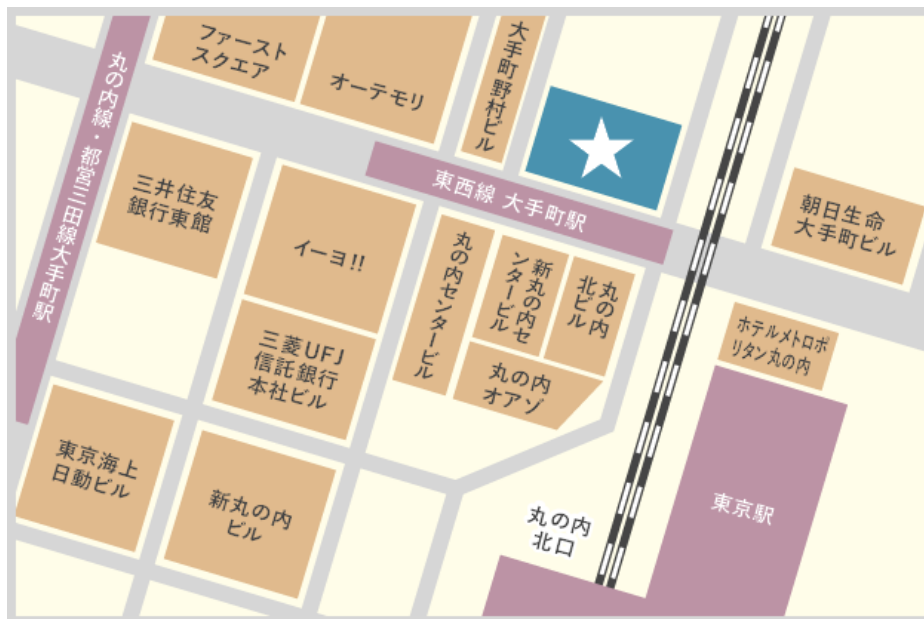 ファースト
スクエア
オーテモリ
大手町野村ビル
丸の内線・都営三田線大手町駅
三井住友
銀行東館
イーヨ!!
東西線 大手町駅
朝日生命
大手町ビル
丸の内センタービル
新丸の内セ
ンタービル
丸の内
北ビル
ホテルメトロポ
リタン丸の内
三菱UFJ
信託銀行
本社ビル
丸の内
オアゾ
東京海上
日動ビル
新丸の内
ビル
丸の内
北口
東京駅